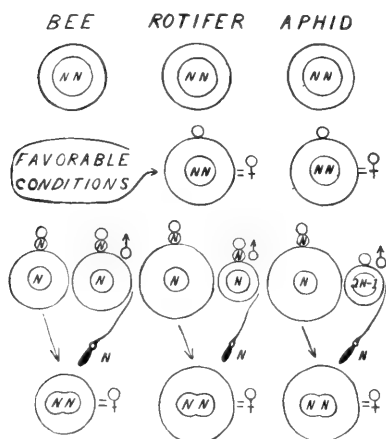 BEE ROTIFER APHID
NN NN NN
FAVORABLE
CONDITIONS
NN =♀ NN =♀
N N ♂ N N ♂ N ♂
N N N N N 2N-1
N N N
NN =♀ NN =♀ NN =♀